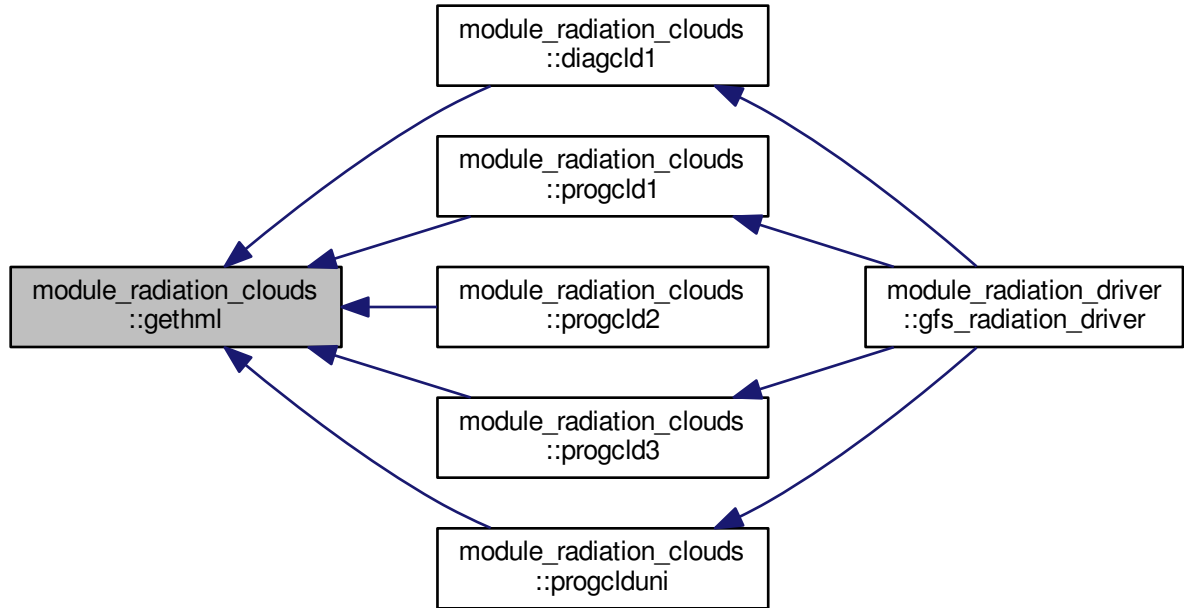 module_radiation_clouds
::diagcld1
module_radiation_clouds
::progcld1
module_radiation_clouds
::gethml
module_radiation_clouds
::progcld2
module_radiation_driver
::gfs_radiation_driver
module_radiation_clouds
::progcld3
module_radiation_clouds
::progclduni